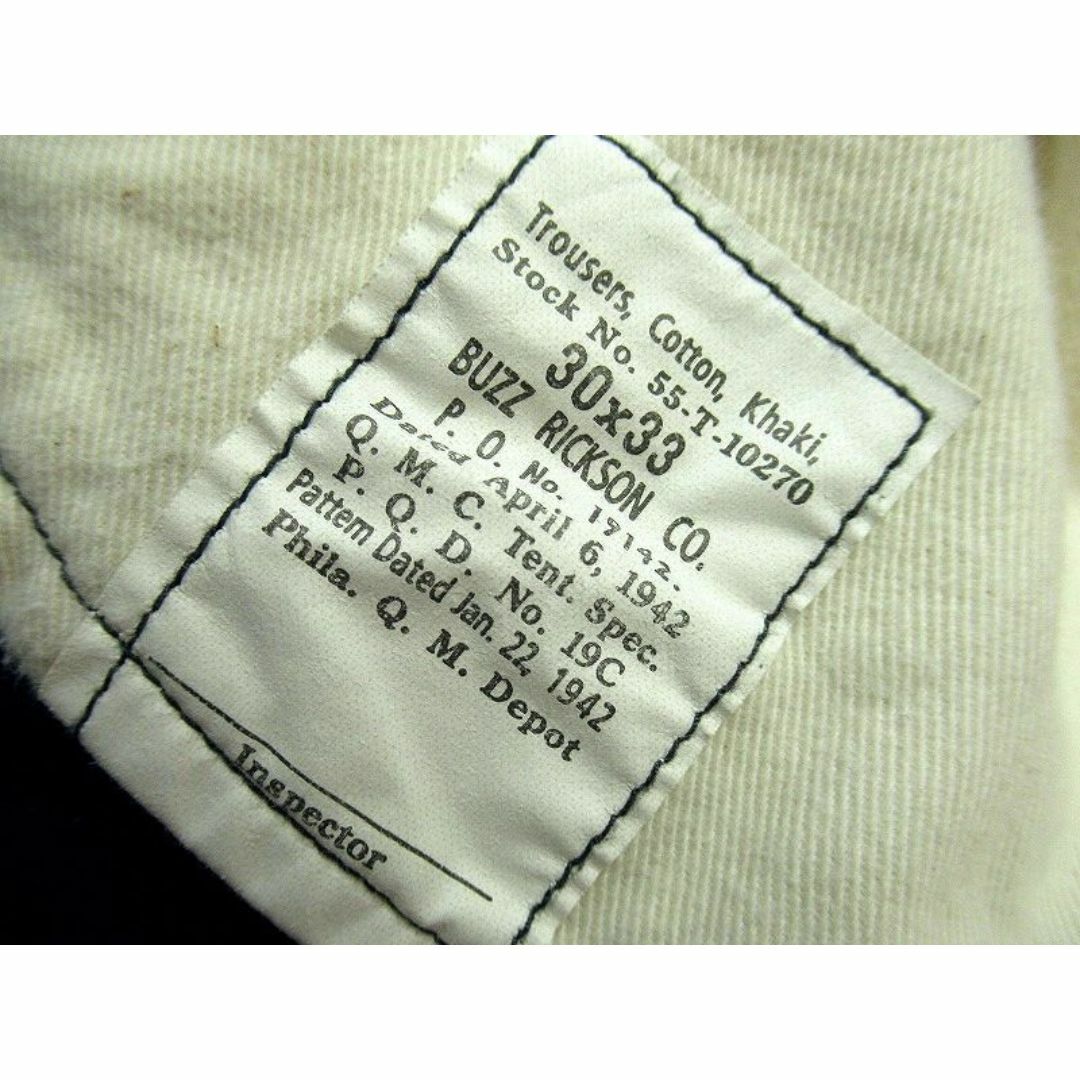 Trousers, Cotton, Khaki,
Stock No. 55-T-10270
30x33
BUZZ RICKSON CO.
P. O. No. 19142.
Dated April 6, 1942
Q. M. C. Tent. Spec.
P. Q. D. No. 19C
Pattern Dated Jan. 22, 1942
Phila. Q. M. Depot
Inspector